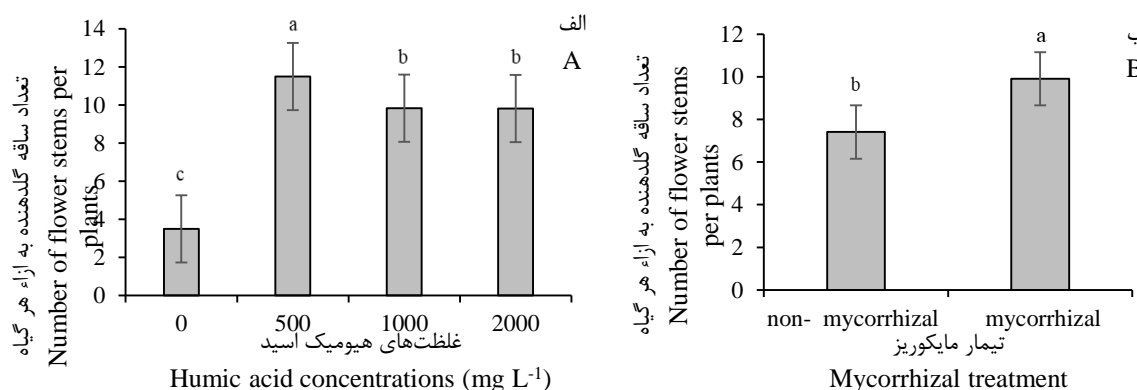 الف
A
تعداد ساقه گلدهنده به ازاء هر گیاه
Number of flower stems per
plants
14
12
10
8
6
4
2
0
c
a
b
b
0 500 1000 2000
غلظت‌های هیومیک اسید
Humic acid concentrations (mg L-1)
ب
B
تعداد ساقه گلدهنده به ازاء هر گیاه
Number of flower stems
per plants
12
10
8
6
4
2
0
b
a
non- mycorrhizal mycorrhizal
تیمار مایکوریز
Mycorrhizal treatment